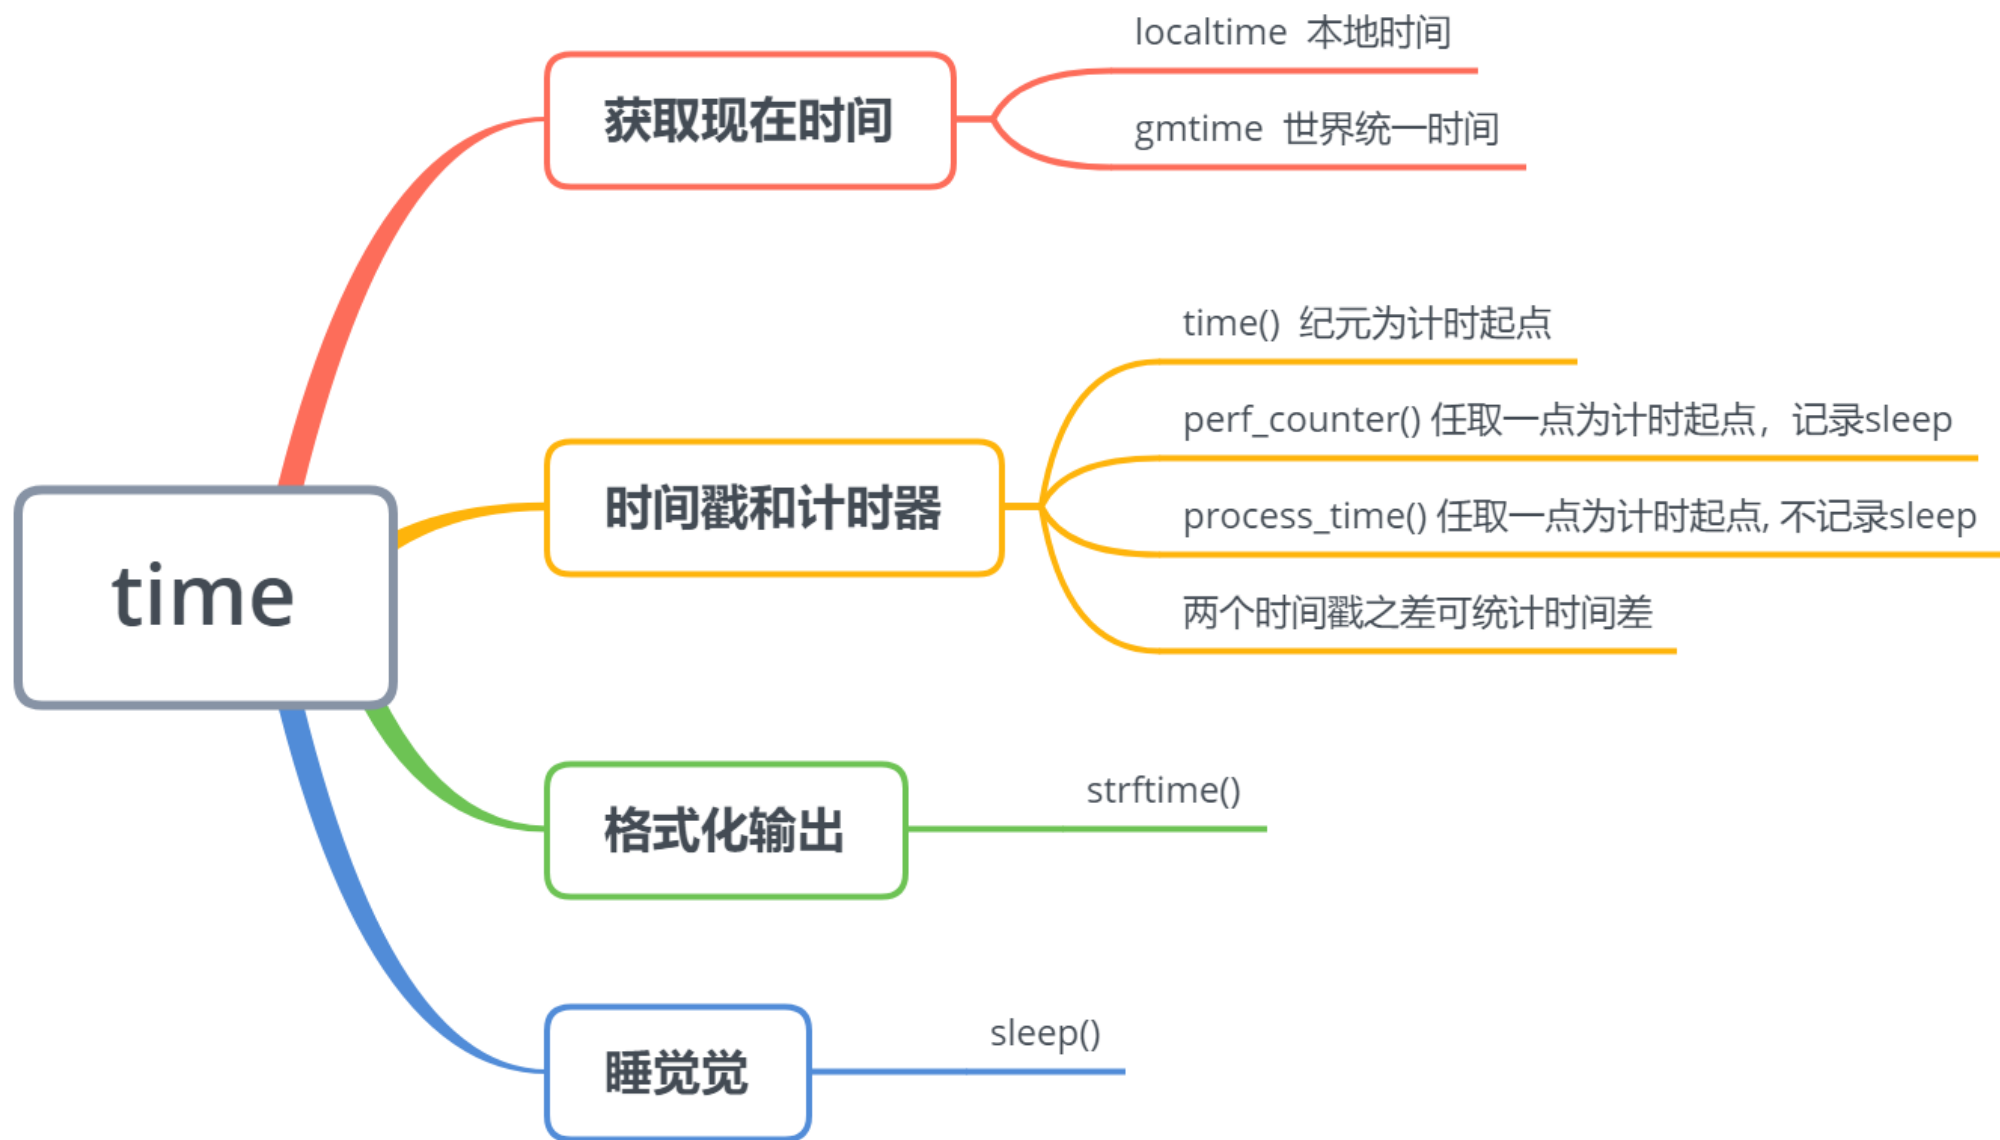 time
获取现在时间
localtime 本地时间
gmtime 世界统一时间
时间戳和计时器
time() 纪元为计时起点
perf_counter() 任取一点为计时起点，记录sleep
process_time() 任取一点为计时起点, 不记录sleep
两个时间戳之差可统计时间差
格式化输出
strftime()
睡觉觉
sleep()